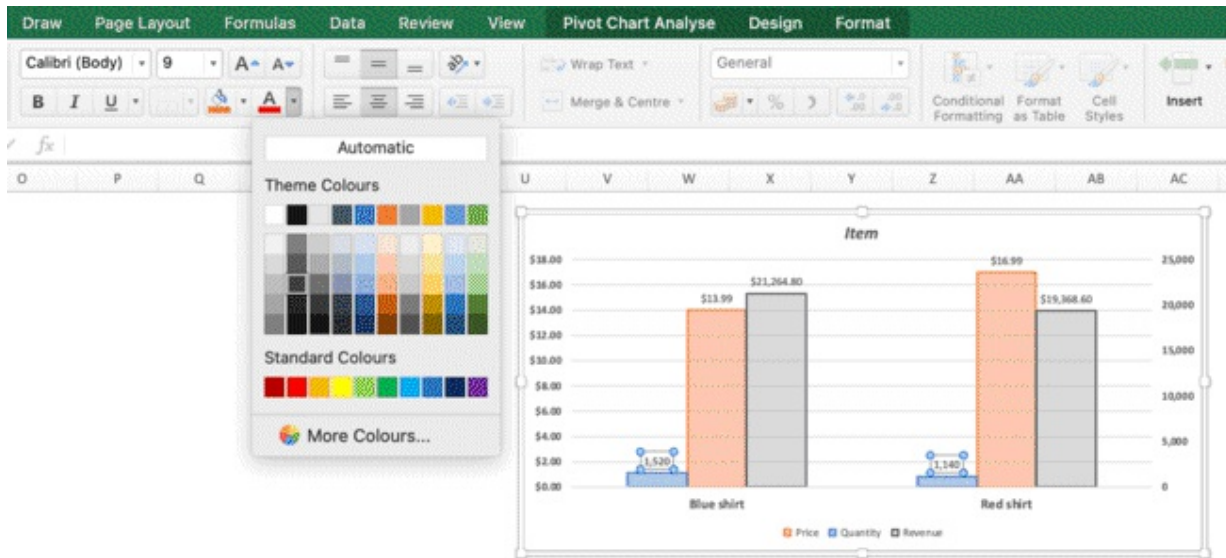 Draw Page Layout Formulas Data Review View Pivot Chart Analyse Design Format
Calibri (Body) 9 A A Wrap Text General
B I U A Merge & Centre % Conditional Formatting Format as Table Cell Styles Insert
fx
Automatic
O P Q U V W X Y Z AA AB AC
Theme Colours
Standard Colours
More Colours...
Item
$18.00 $16.99 25,000
$16.00 $21,264.80
$14.00 $13.99 $19,368.60 20,000
$12.00
$10.00 15,000
$8.00
$6.00 10,000
$4.00 5,000
$2.00 1,520 1,140
$0.00 0
Blue shirt Red shirt
Price Quantity Revenue